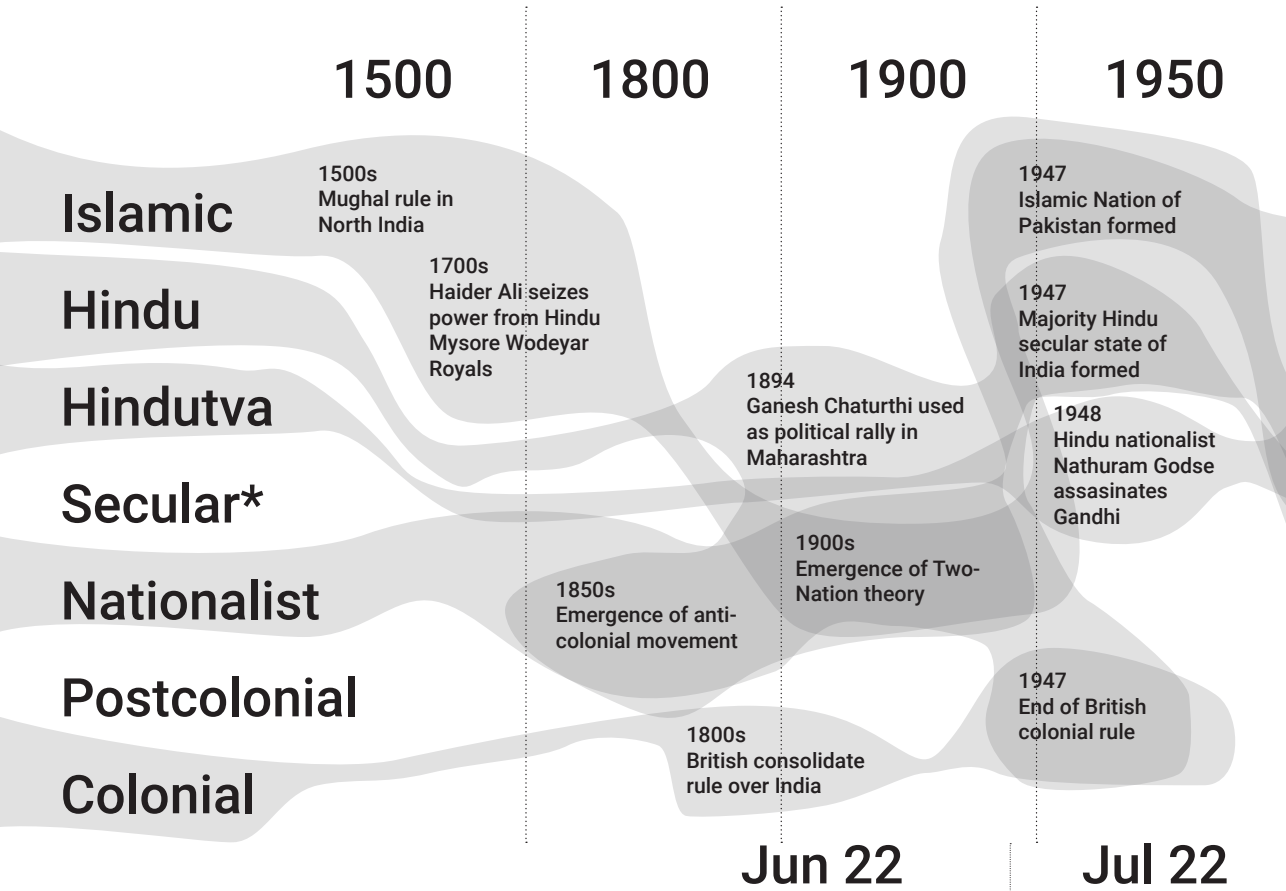 1500
1800
1900
1950
Islamic
Hindu
Hindutva
Secular*
Nationalist
Postcolonial
Colonial
1500s
Mughal rule in
North India
1700s
Haider Ali seizes
power from Hindu
Mysore Wodeyar
Royals
1894
Ganesh Chaturthi used
as political rally in
Maharashtra
1850s
Emergence of anti-
colonial movement
1900s
Emergence of Two-
Nation theory
1800s
British consolidate
rule over India
1947
Islamic Nation of
Pakistan formed
1947
Majority Hindu
secular state of
India formed
1948
Hindu nationalist
Nathuram Godse
assasinates
Gandhi
1947
End of British
colonial rule
Jun 22
Jul 22